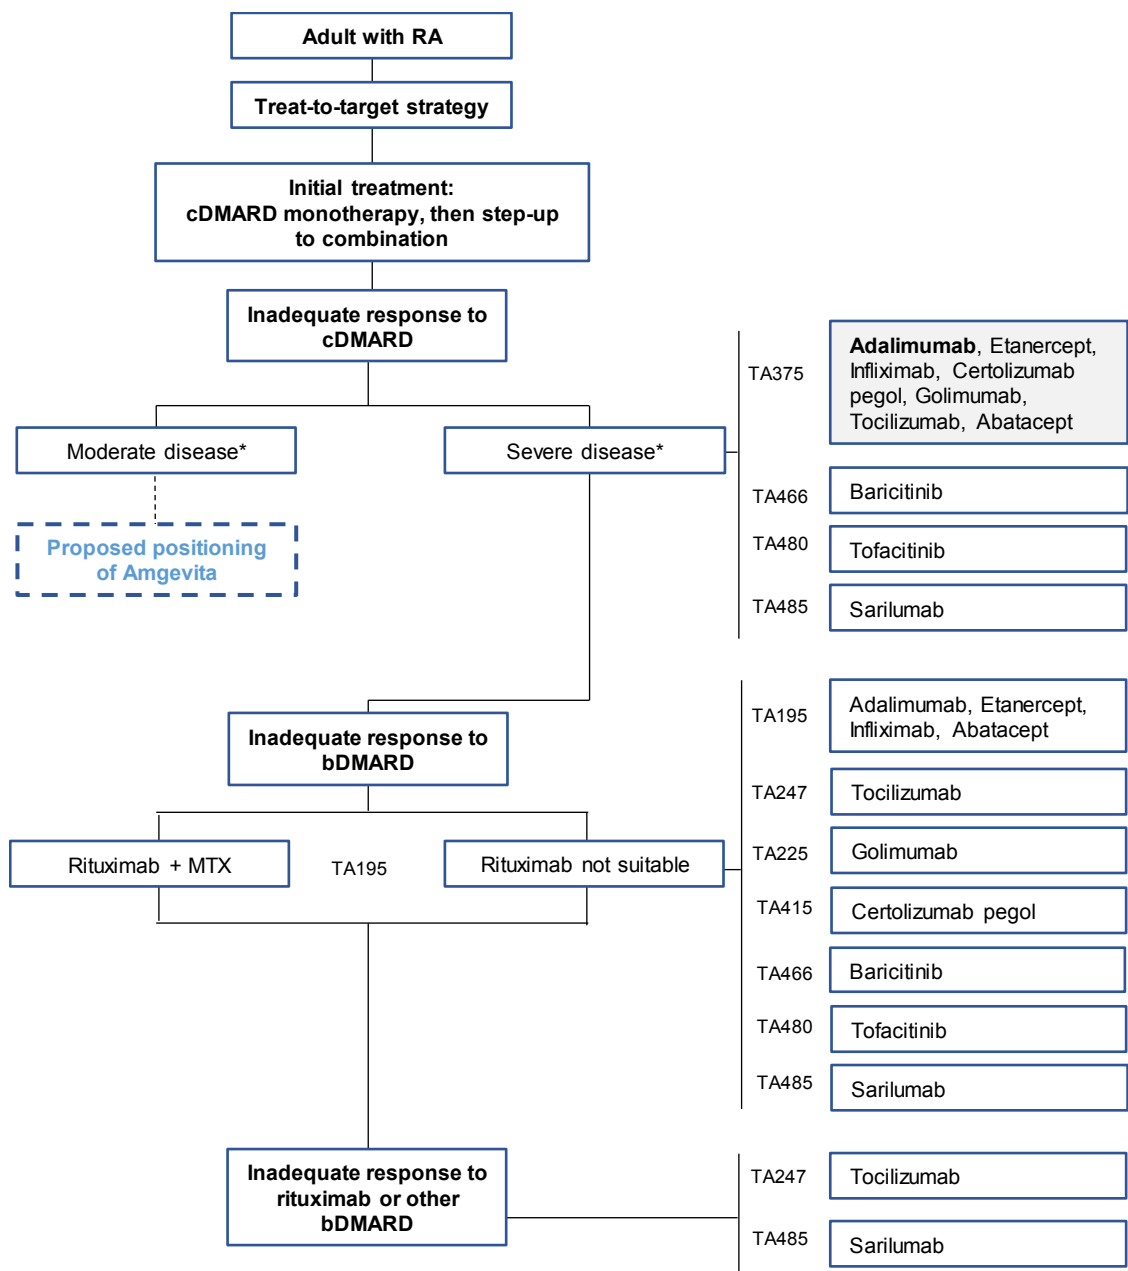 Adult with RA
Treat-to-target strategy
Initial treatment:
cDMARD monotherapy, then step-up
to combination
Inadequate response to
cDMARD
Moderate disease*
Severe disease*
Proposed positioning
of Amgevita
TA375
Adalimumab, Etanercept,
Infliximab, Certolizumab
pegol, Golimumab,
Tocilizumab, Abatacept
TA466
Baricitinib
TA480
Tofacitinib
TA485
Sarilumab
Inadequate response to
bDMARD
Rituximab + MTX
TA195
Rituximab not suitable
TA195
Adalimumab, Etanercept,
Infliximab, Abatacept
TA247
Tocilizumab
TA225
Golimumab
TA415
Certolizumab pegol
TA466
Baricitinib
TA480
Tofacitinib
TA485
Sarilumab
Inadequate response to
rituximab or other
bDMARD
TA247
Tocilizumab
TA485
Sarilumab